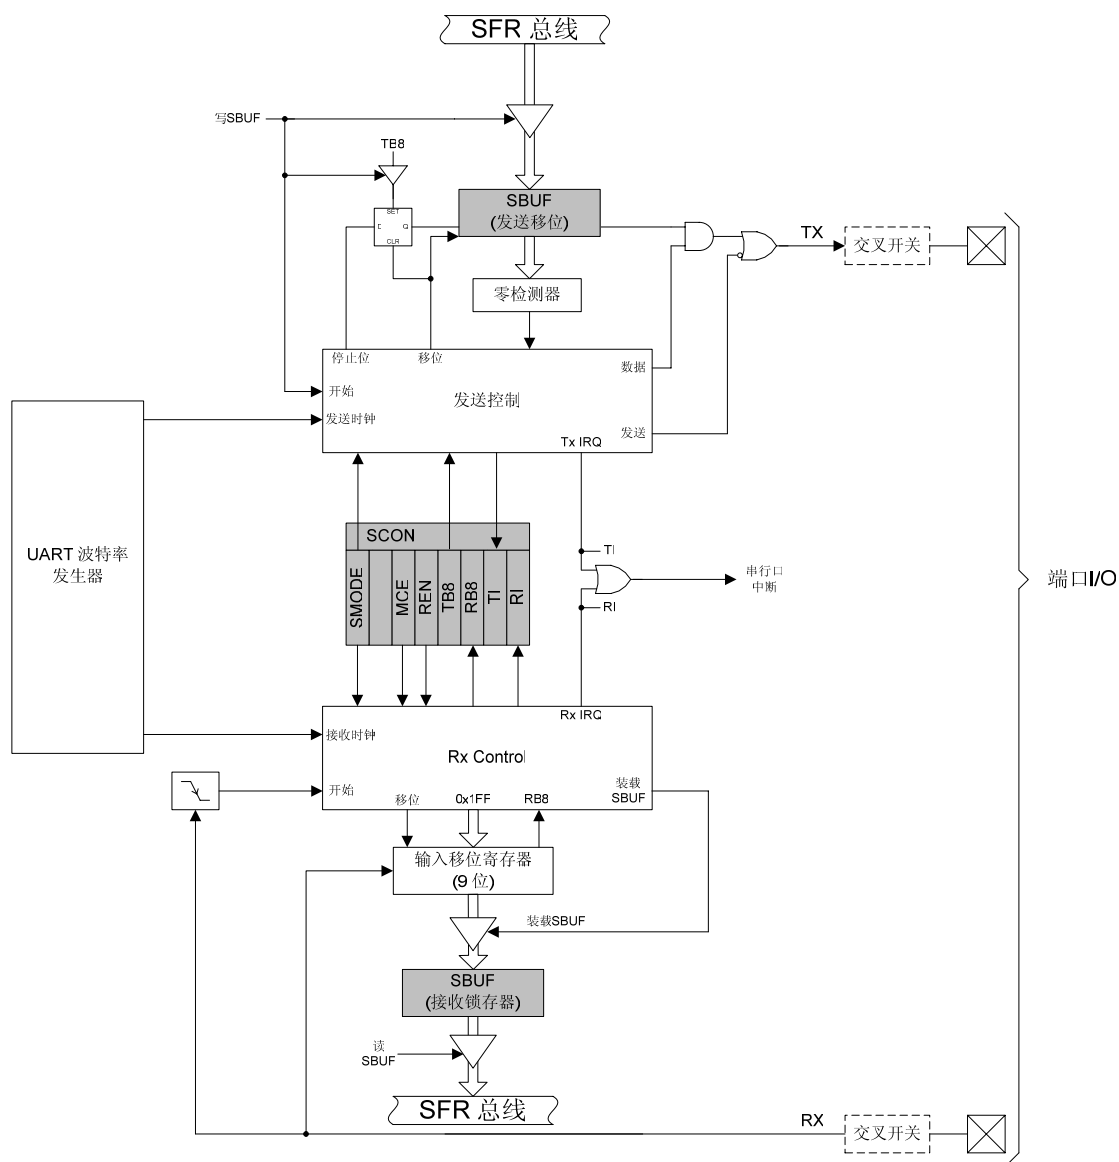 SFR 总线
写SBUF
TB8
SBUF
(发送移位)
SET
D
Q
CLR
TX
交叉开关
零检测器
停止位
移位
数据
开始
发送控制
发送时钟
发送
Tx IRQ
UART 波特率
发生器
SCON
SMODE
MCE
REN
TB8
RB8
TI
RI
TI
RI
串行口
中断
端口I/O
Rx IRQ
接收时钟
Rx Control
开始
装载
SBUF
移位
0x1FF
RB8
输入移位寄存器
(9 位)
装载SBUF
SBUF
(接收锁存器)
读
SBUF
SFR 总线
RX
交叉开关